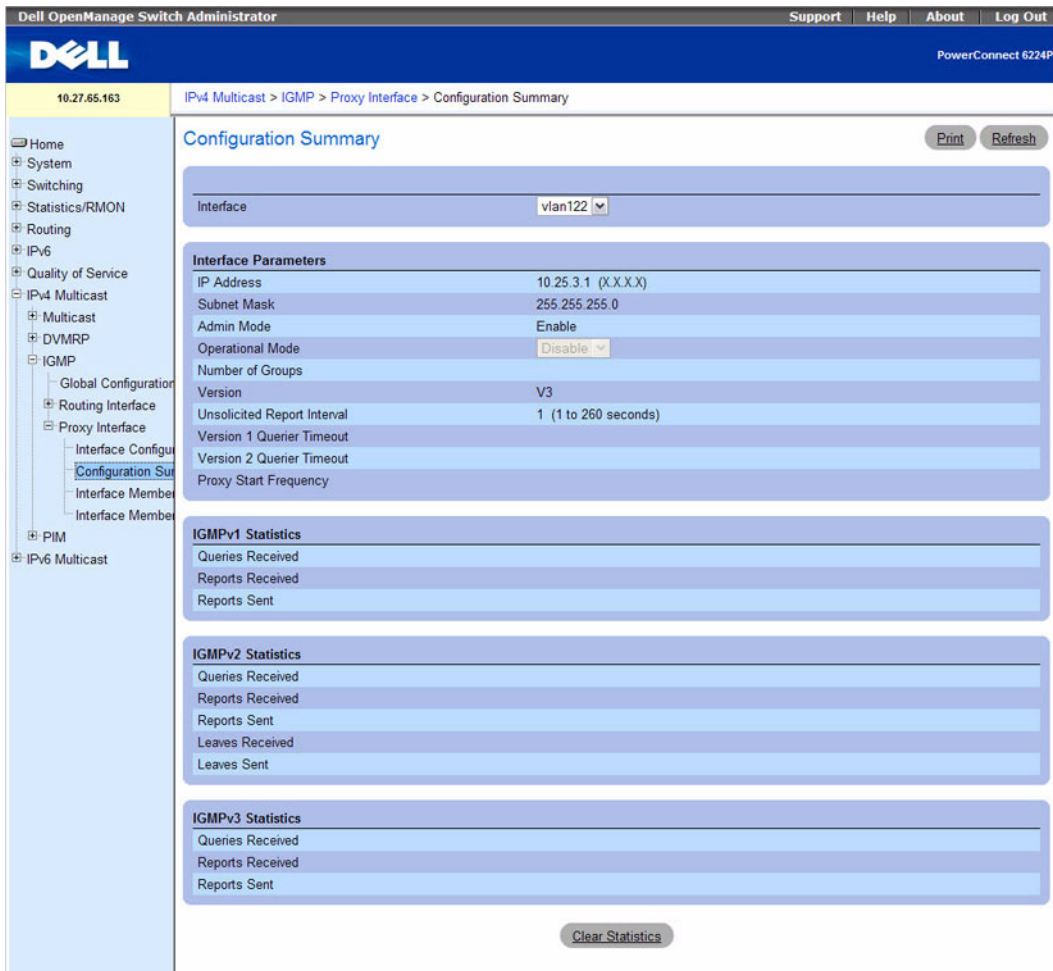 Dell OpenManage Switch Administrator
Support Help About Log Out
DELL
PowerConnect 6224P
10.27.65.163
IPv4 Multicast > IGMP > Proxy Interface > Configuration Summary
Home
System
Switching
Statistics/RMON
Routing
IPv6
Quality of Service
IPv4 Multicast
Multicast
DVMRP
IGMP
Global Configuration
Routing Interface
Proxy Interface
Interface Configu
Configuration Sur
Interface Member
Interface Member
PIM
IPv6 Multicast
Configuration Summary
Print Refresh
Interface vlan122
Interface Parameters
IP Address 10.25.3.1 (X.X.X.X)
Subnet Mask 255.255.255.0
Admin Mode Enable
Operational Mode Disable
Number of Groups
Version V3
Unsolicited Report Interval 1 (1 to 260 seconds)
Version 1 Querier Timeout
Version 2 Querier Timeout
Proxy Start Frequency
IGMPv1 Statistics
Queries Received
Reports Received
Reports Sent
IGMPv2 Statistics
Queries Received
Reports Received
Reports Sent
Leaves Received
Leaves Sent
IGMPv3 Statistics
Queries Received
Reports Received
Reports Sent
Clear Statistics